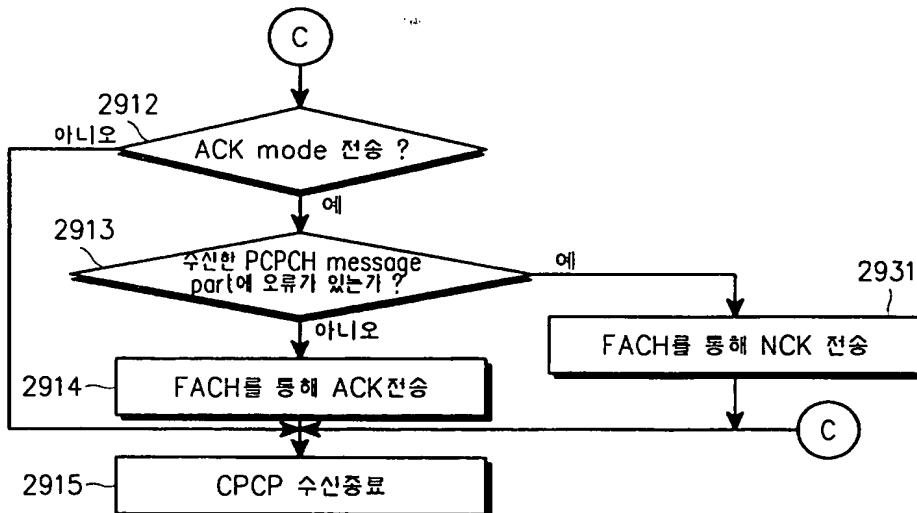 C
2912
아니오
ACK mode 전송 ?
예
2913
수신한 PCPCH message
part에 오류가 있는가 ?
예
2931
아니오
FACH를 통해 NCK 전송
2914
FACH를 통해 ACK전송
C
2915
CPCP 수신종료